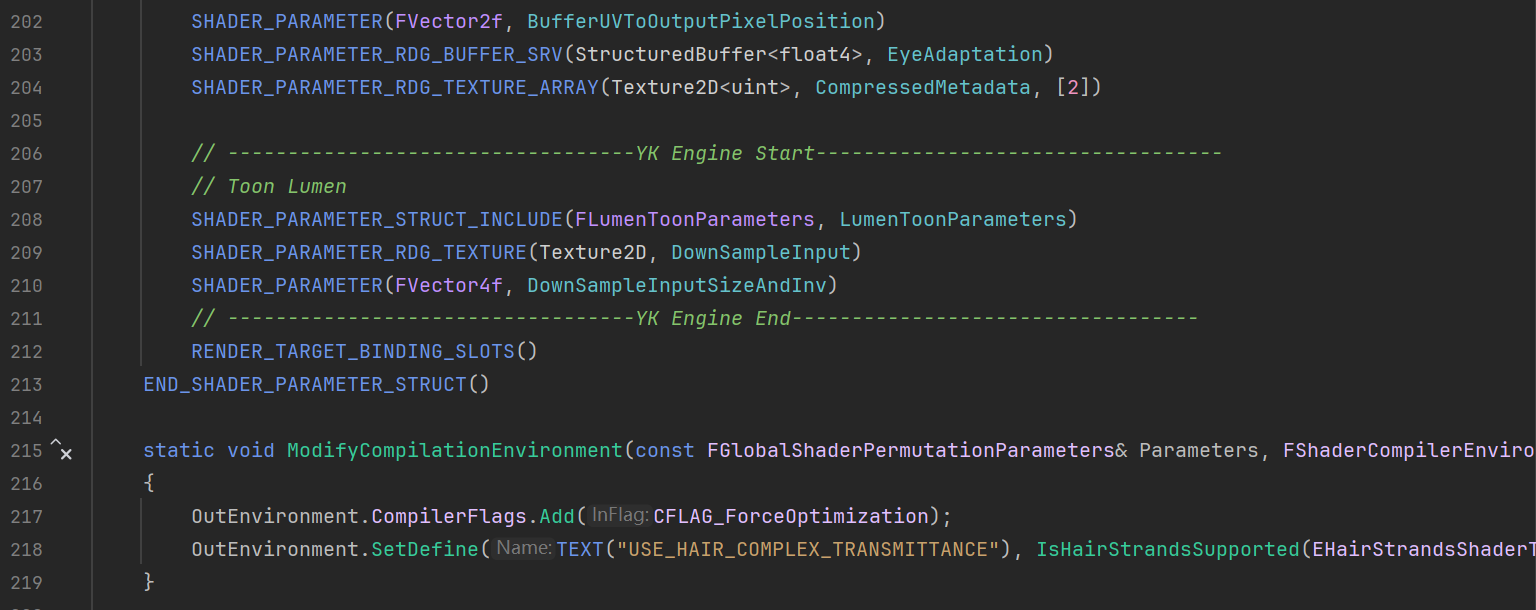 202 SHADER_PARAMETER(FVector2f, BufferUVToOutputPixelPosition)
203 SHADER_PARAMETER_RDG_BUFFER_SRV(StructuredBuffer<float4>, EyeAdaptation)
204 SHADER_PARAMETER_RDG_TEXTURE_ARRAY(Texture2D<uint>, CompressedMetadata, [2])
205
206 // ----------------------------------YK Engine Start----------------------------------
207 // Toon Lumen
208 SHADER_PARAMETER_STRUCT_INCLUDE(FLumenToonParameters, LumenToonParameters)
209 SHADER_PARAMETER_RDG_TEXTURE(Texture2D, DownSampleInput)
210 SHADER_PARAMETER(FVector4f, DownSampleInputSizeAndInv)
211 // ----------------------------------YK Engine End----------------------------------
212 RENDER_TARGET_BINDING_SLOTS()
213 END_SHADER_PARAMETER_STRUCT()
214
215 static void ModifyCompilationEnvironment(const FGlobalShaderPermutationParameters& Parameters, FShaderCompilerEnviro
216 {
217 OutEnvironment.CompilerFlags.Add(InFlag: CFLAG_ForceOptimization);
218 OutEnvironment.SetDefine(Name: TEXT("USE_HAIR_COMPLEX_TRANSMITTANCE"), IsHairStrandsSupported(EHairStrandsShaderT
219 }